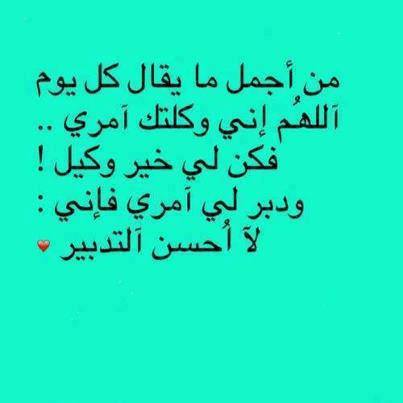 من أجمل ما يقال كل يوم
آللهُم إني وكلتك آمري ..
فكن لي خير وكيل !
ودبر لي آمري فإني :
لآ اُحسن آلتدبير ❤